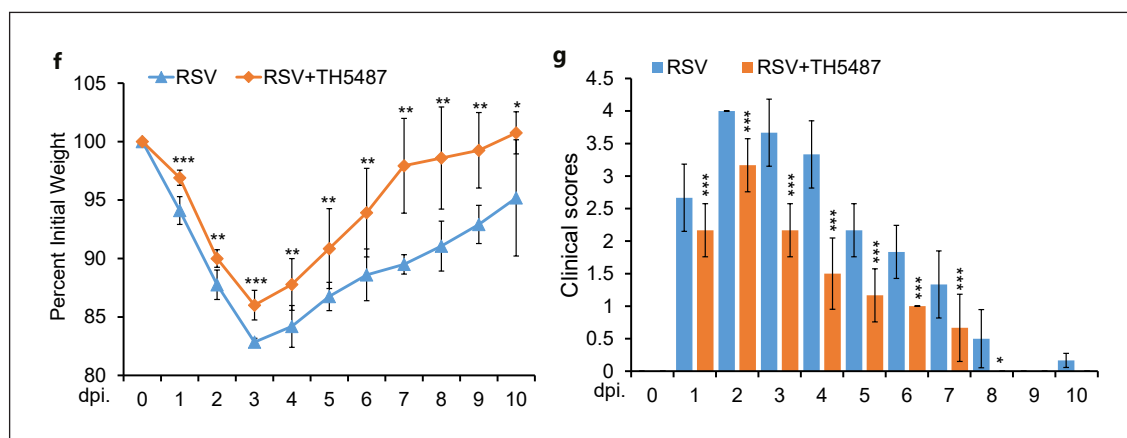 f
RSV RSV+TH5487
105
100
95
90
85
80
Percent Initial Weight
*** ** *** ** ** ** ** ** ** *
dpi. 0 1 2 3 4 5 6 7 8 9 10
g
RSV RSV+TH5487
4.5
4
3.5
3
2.5
2
1.5
1
0.5
0
Clinical scores
*** *** *** *** *** *** *** *
dpi. 0 1 2 3 4 5 6 7 8 9 10